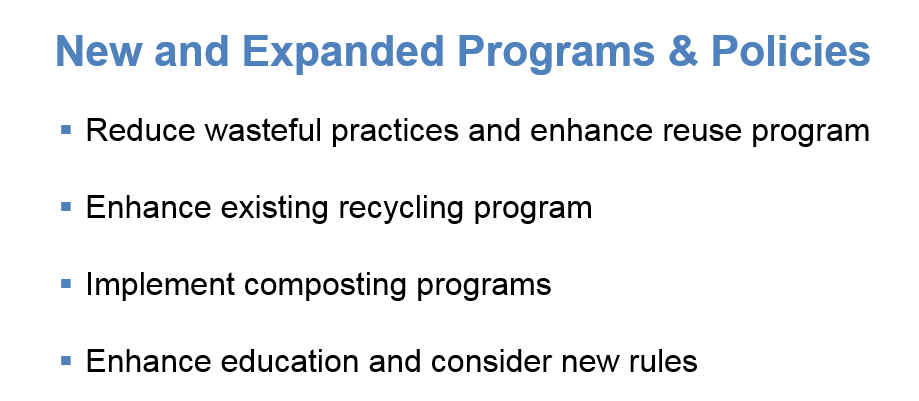 New and Expanded Programs & Policies
▪ Reduce wasteful practices and enhance reuse program
▪ Enhance existing recycling program
▪ Implement composting programs
▪ Enhance education and consider new rules